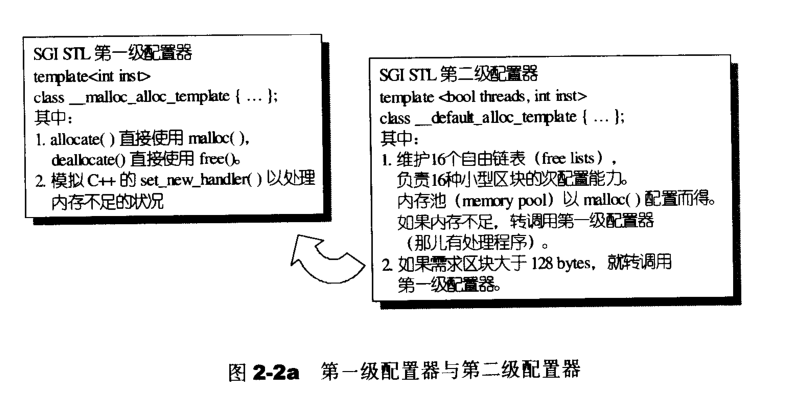 SGI STL 第一级配置器
template<int inst>
class __malloc_alloc_template { … };
其中:
1. allocate( ) 直接使用 malloc( ),
deallocate() 直接使用 free()。
2. 模拟 C++ 的 set_new_handler( ) 以处理
内存不足的状况
SGI STL 第二级配置器
template <bool threads, int inst>
class __default_alloc_template { … };
其中:
1. 维护16个自由链表（free lists）,
负责16种小型区块的次配置能力。
内存池（memory pool）以 malloc( ) 配置而得。
如果内存不足，转调用第一级配置器
（那儿有处理程序）。
2. 如果需求区块大于 128 bytes，就转调用
第一级配置器。
图 2-2a 第一级配置器与第二级配置器